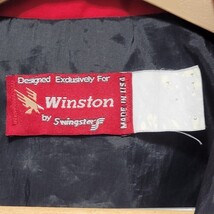 Designed Exclusively For
Winston
by Swingster
MADE IN USA